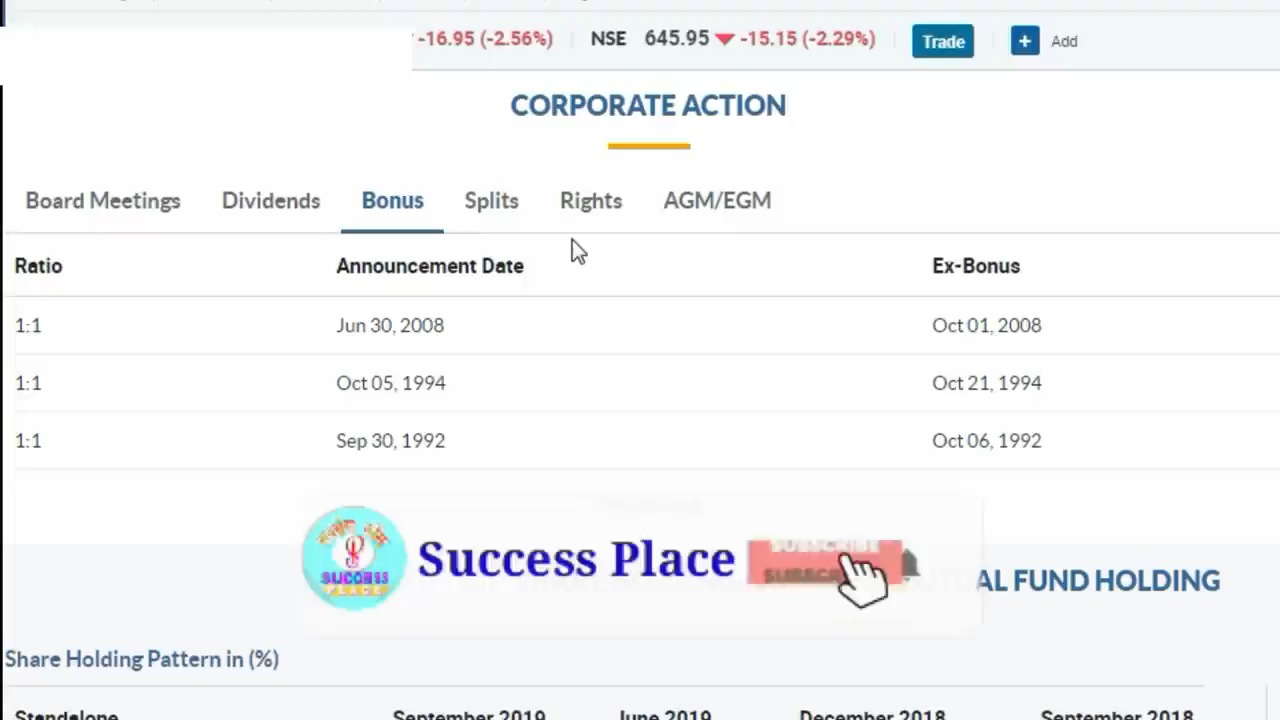 -16.95 (-2.56%) NSE 645.95 -15.15 (-2.29%) Trade + Add
CORPORATE ACTION
Board Meetings Dividends Bonus Splits Rights AGM/EGM
Ratio Announcement Date Ex-Bonus
1:1 Jun 30, 2008 Oct 01, 2008
1:1 Oct 05, 1994 Oct 21, 1994
1:1 Sep 30, 1992 Oct 06, 1992
SUCCESS
PLACE
Success Place
AL FUND HOLDING
Share Holding Pattern in (%)
Standalone September 2019 June 2019 December 2018 September 2018